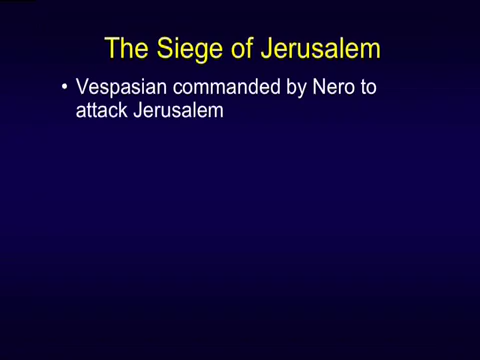 The Siege of Jerusalem
• Vespasian commanded by Nero to
attack Jerusalem